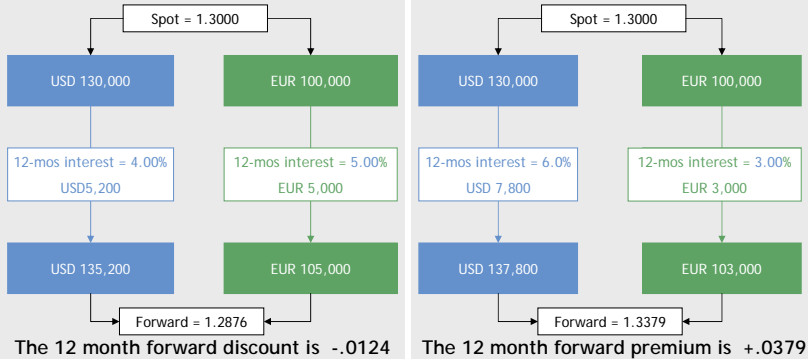 Spot = 1.3000
USD 130,000
EUR 100,000
12-mos interest = 4.00%
USD5,200
12-mos interest = 5.00%
EUR 5,000
USD 135,200
EUR 105,000
Forward = 1.2876
The 12 month forward discount is -.0124
Spot = 1.3000
USD 130,000
EUR 100,000
12-mos interest = 6.0%
USD 7,800
12-mos interest = 3.00%
EUR 3,000
USD 137,800
EUR 103,000
Forward = 1.3379
The 12 month forward premium is +.0379